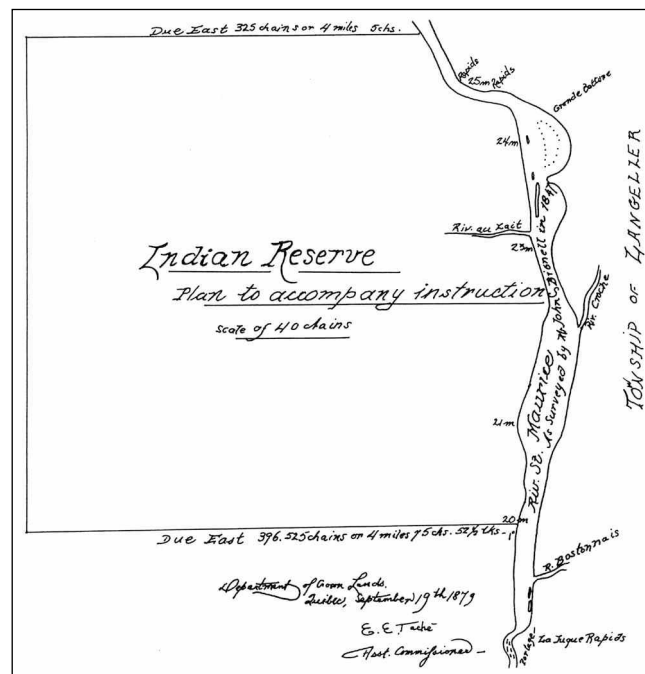 Due East 325 chains or 4 miles 5chs.
Rapids
25m Rapids
Grande Batture
24m
Riv. au Lait
23m
Indian Reserve
Plan to accompany instruction
Scale of 40 chains
Riv. St. Maurice
As surveyed by Mr John Bignell in 1847
Riv. Croche
TOWNSHIP OF LANGELIER
21m
20m
Due East 396.525 chains or 4 miles 75 chs. 52½ lks -
R. Bostonnais
Department of Crown Lands.
Quebec, September 19th 1879
E. E. Taché
Asst. Commissioner -
Portage
La Tuque Rapids